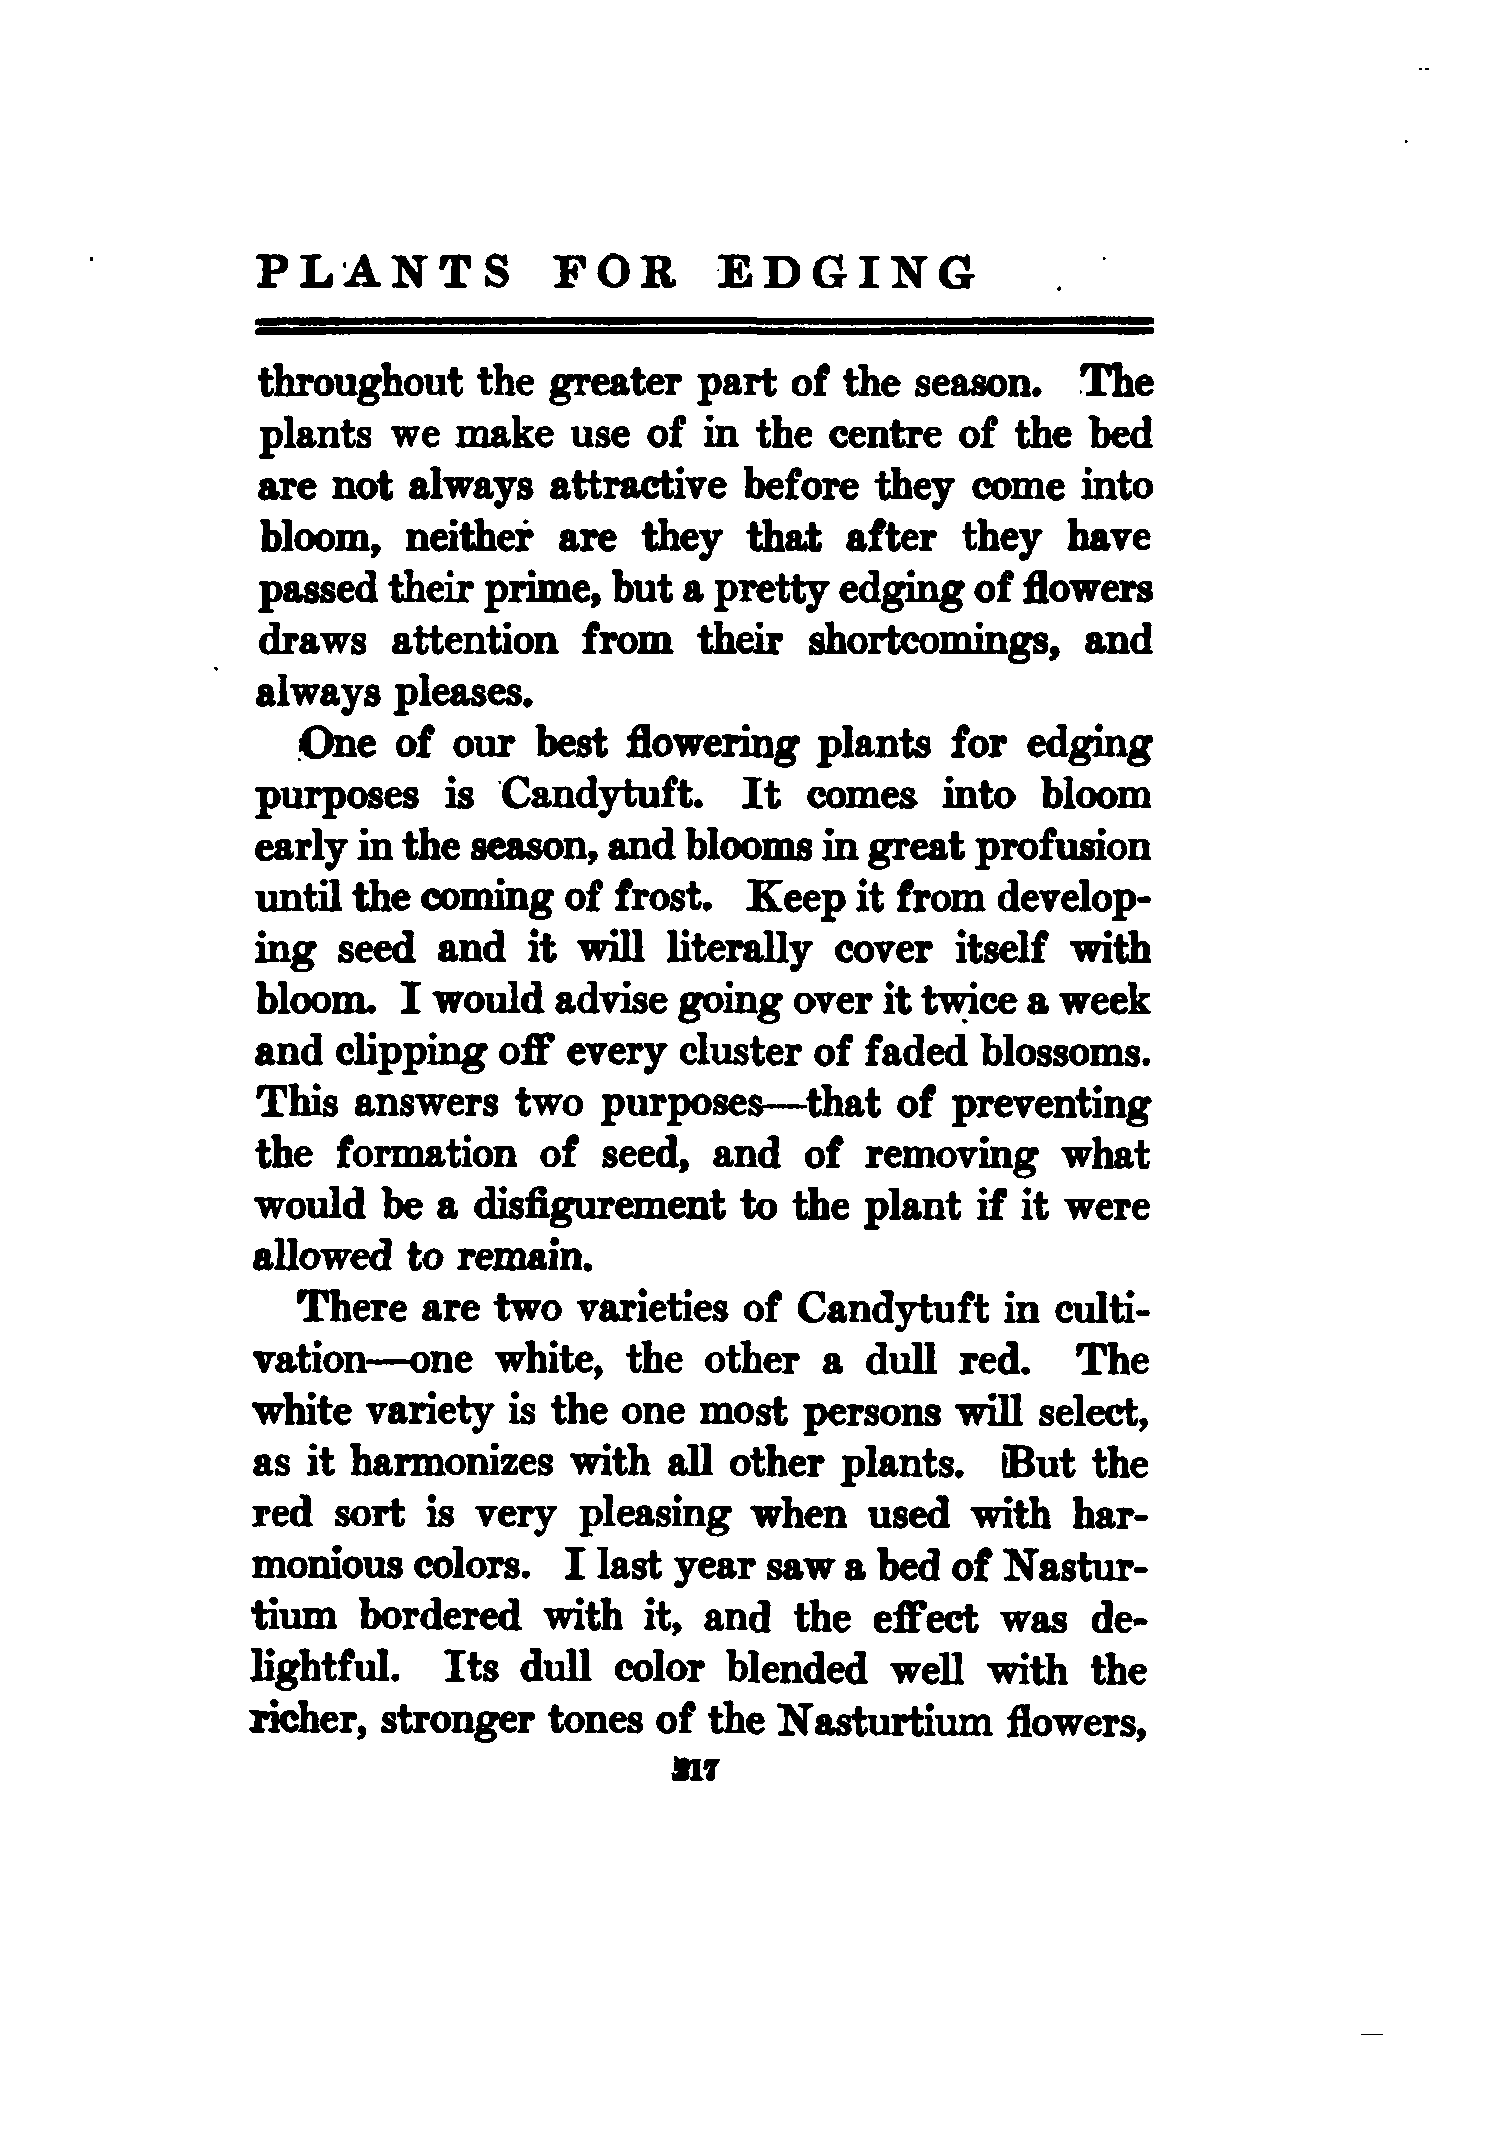 PLANTS FOR EDGING
throughout the greater part of the season. The
plants we make use of in the centre of the bed
are not always attractive before they come into
bloom, neither are they that after they have
passed their prime, but a pretty edging of flowers
draws attention from their shortcomings, and
always pleases.
One of our best flowering plants for edging
purposes is Candytuft. It comes into bloom
early in the season, and blooms in great profusion
until the coming of frost. Keep it from develop-
ing seed and it will literally cover itself with
bloom. I would advise going over it twice a week
and clipping off every cluster of faded blossoms.
This answers two purposes—that of preventing
the formation of seed, and of removing what
would be a disfigurement to the plant if it were
allowed to remain.
There are two varieties of Candytuft in culti-
vation—one white, the other a dull red. The
white variety is the one most persons will select,
as it harmonizes with all other plants. But the
red sort is very pleasing when used with har-
monious colors. I last year saw a bed of Nastur-
tium bordered with it, and the effect was de-
lightful. Its dull color blended well with the
richer, stronger tones of the Nasturtium flowers,
217